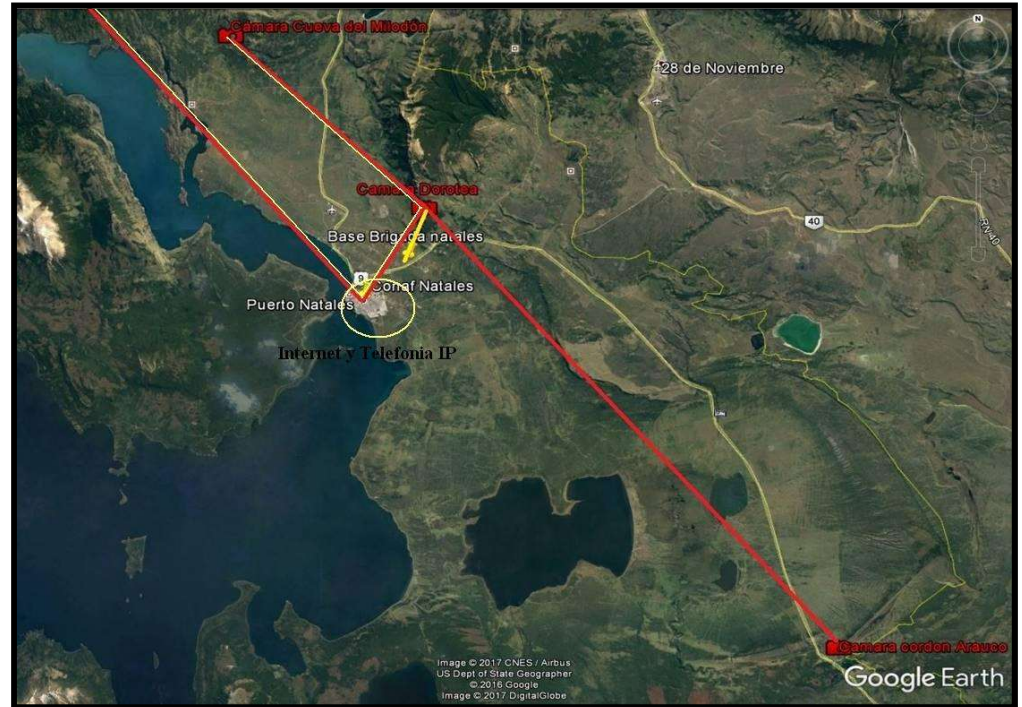 Camara Cueva del Milodón
N
28 de Noviembre
Camara Dorotea
40
RN-40
Base Brigada natales
9
Conaf Natales
Puerto Natales
Internet y Telefonia IP
Camara cordon Arauco
Image © 2017 CNES / Airbus
US Dept of State Geographer
© 2016 Google
Image © 2017 DigitalGlobe
Google Earth